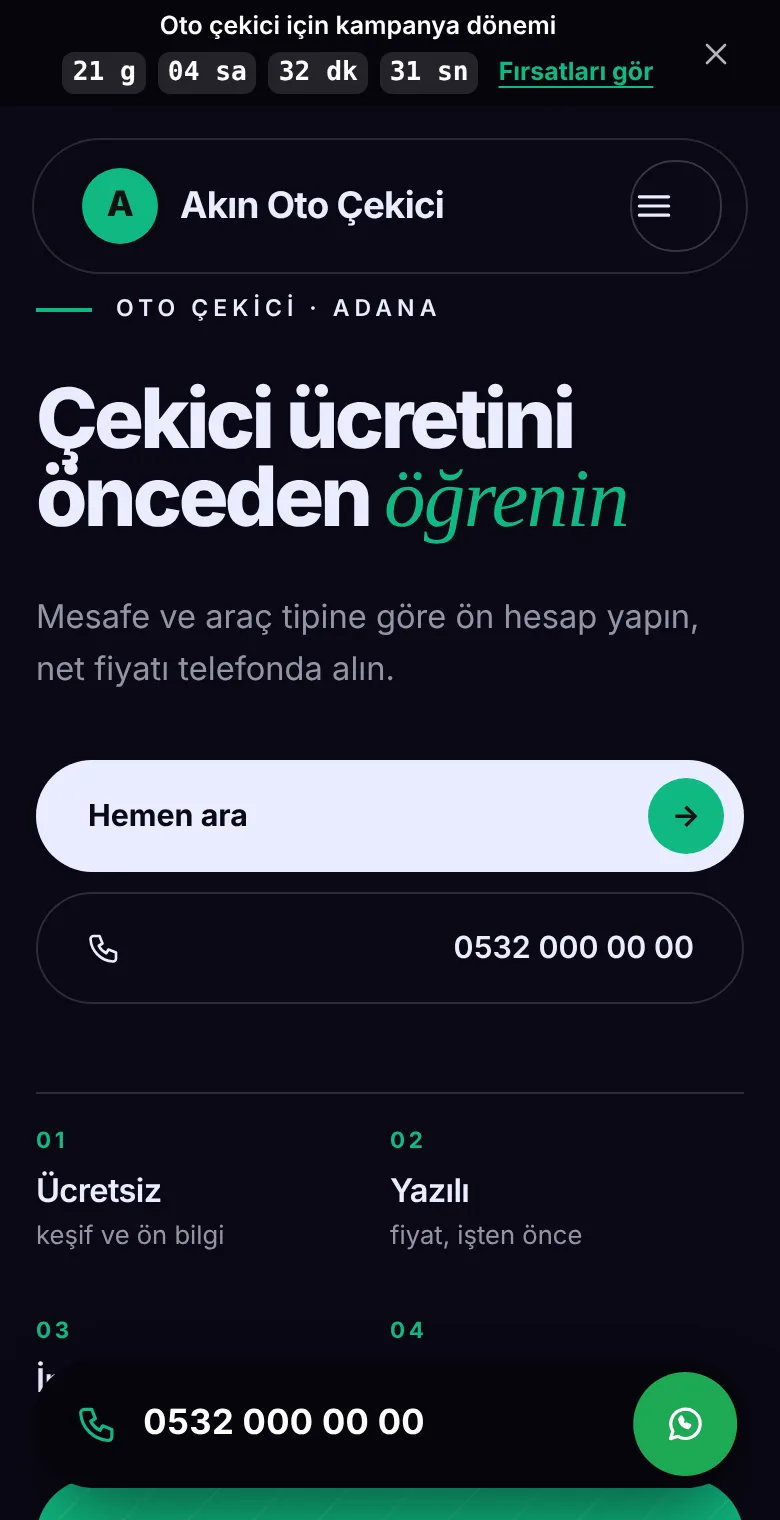 Oto çekici için kampanya dönemi
21 g 04 sa 32 dk 31 sn Fırsatları gör
A Akın Oto Çekici
OTO ÇEKİCİ · ADANA
Çekici ücretini
önceden öğrenin
Mesafe ve araç tipine göre ön hesap yapın,
net fiyatı telefonda alın.
Hemen ara
0532 000 00 00
01
Ücretsiz
keşif ve ön bilgi
02
Yazılı
fiyat, işten önce
03
04
0532 000 00 00